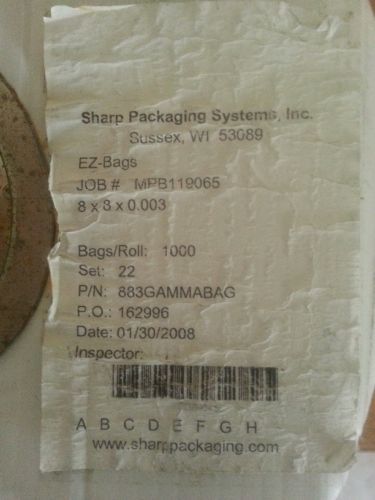 Sharp Packaging Systems, Inc.
Sussex, WI 53089
EZ-Bags
JOB # MPB119065
8 x 8 x 0.003
Bags/Roll: 1000
Set: 22
P/N: 883GAMMABAG
P.O.: 162996
Date: 01/30/2008
Inspector:
A B C D E F G H
www.sharppackaging.com